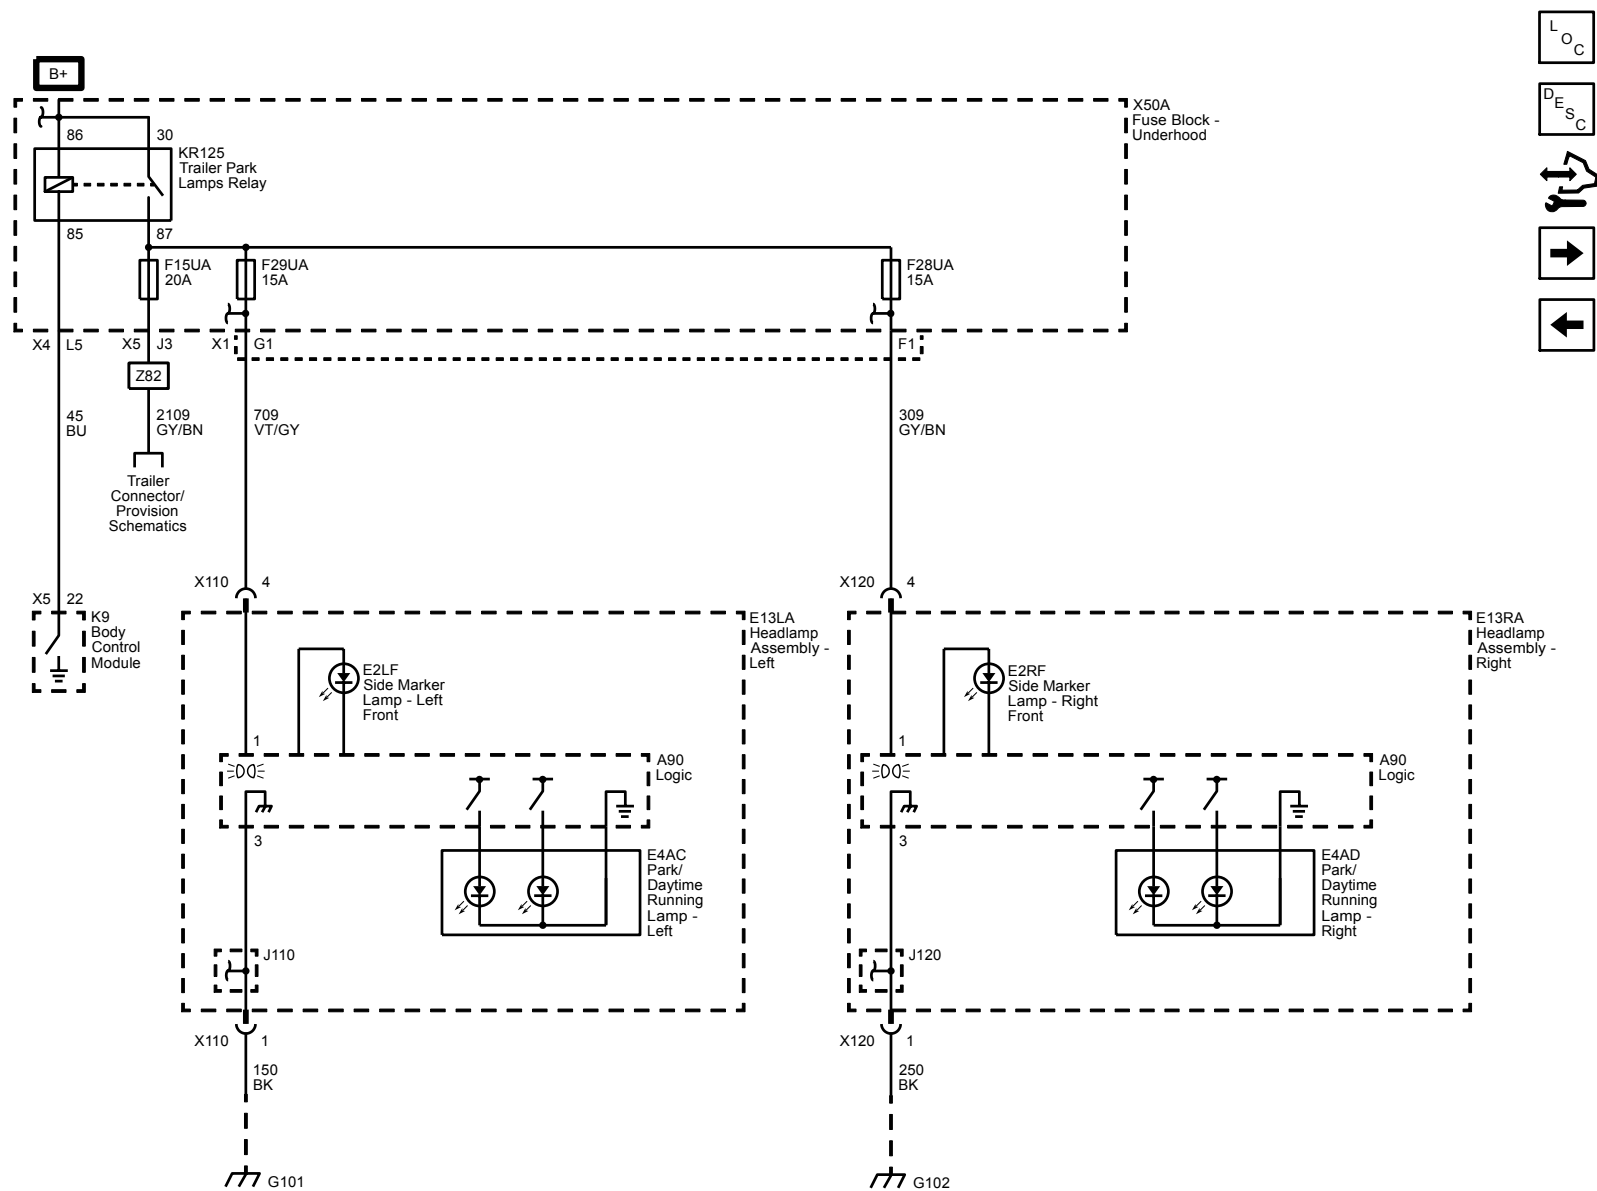 L
O
C
B+
D
E
S
C
X50A
Fuse Block -
Underhood
86
30
KR125
Trailer Park
Lamps Relay
85
87
F15UA
20A
F29UA
15A
F28UA
15A
X4
L5
X5
J3
X1
G1
F1
Z82
45
BU
2109
GY/BN
709
VT/GY
309
GY/BN
Trailer
Connector/
Provision
Schematics
X110
4
X120
4
X5
22
K9
Body
Control
Module
E13LA
Headlamp
Assembly -
Left
E13RA
Headlamp
Assembly -
Right
E2LF
Side Marker
Lamp - Left
Front
E2RF
Side Marker
Lamp - Right
Front
1
A90
Logic
1
A90
Logic
3
3
E4AC
Park/
Daytime
Running
Lamp -
Left
E4AD
Park/
Daytime
Running
Lamp -
Right
J110
J120
X110
1
X120
1
150
BK
250
BK
G101
G102